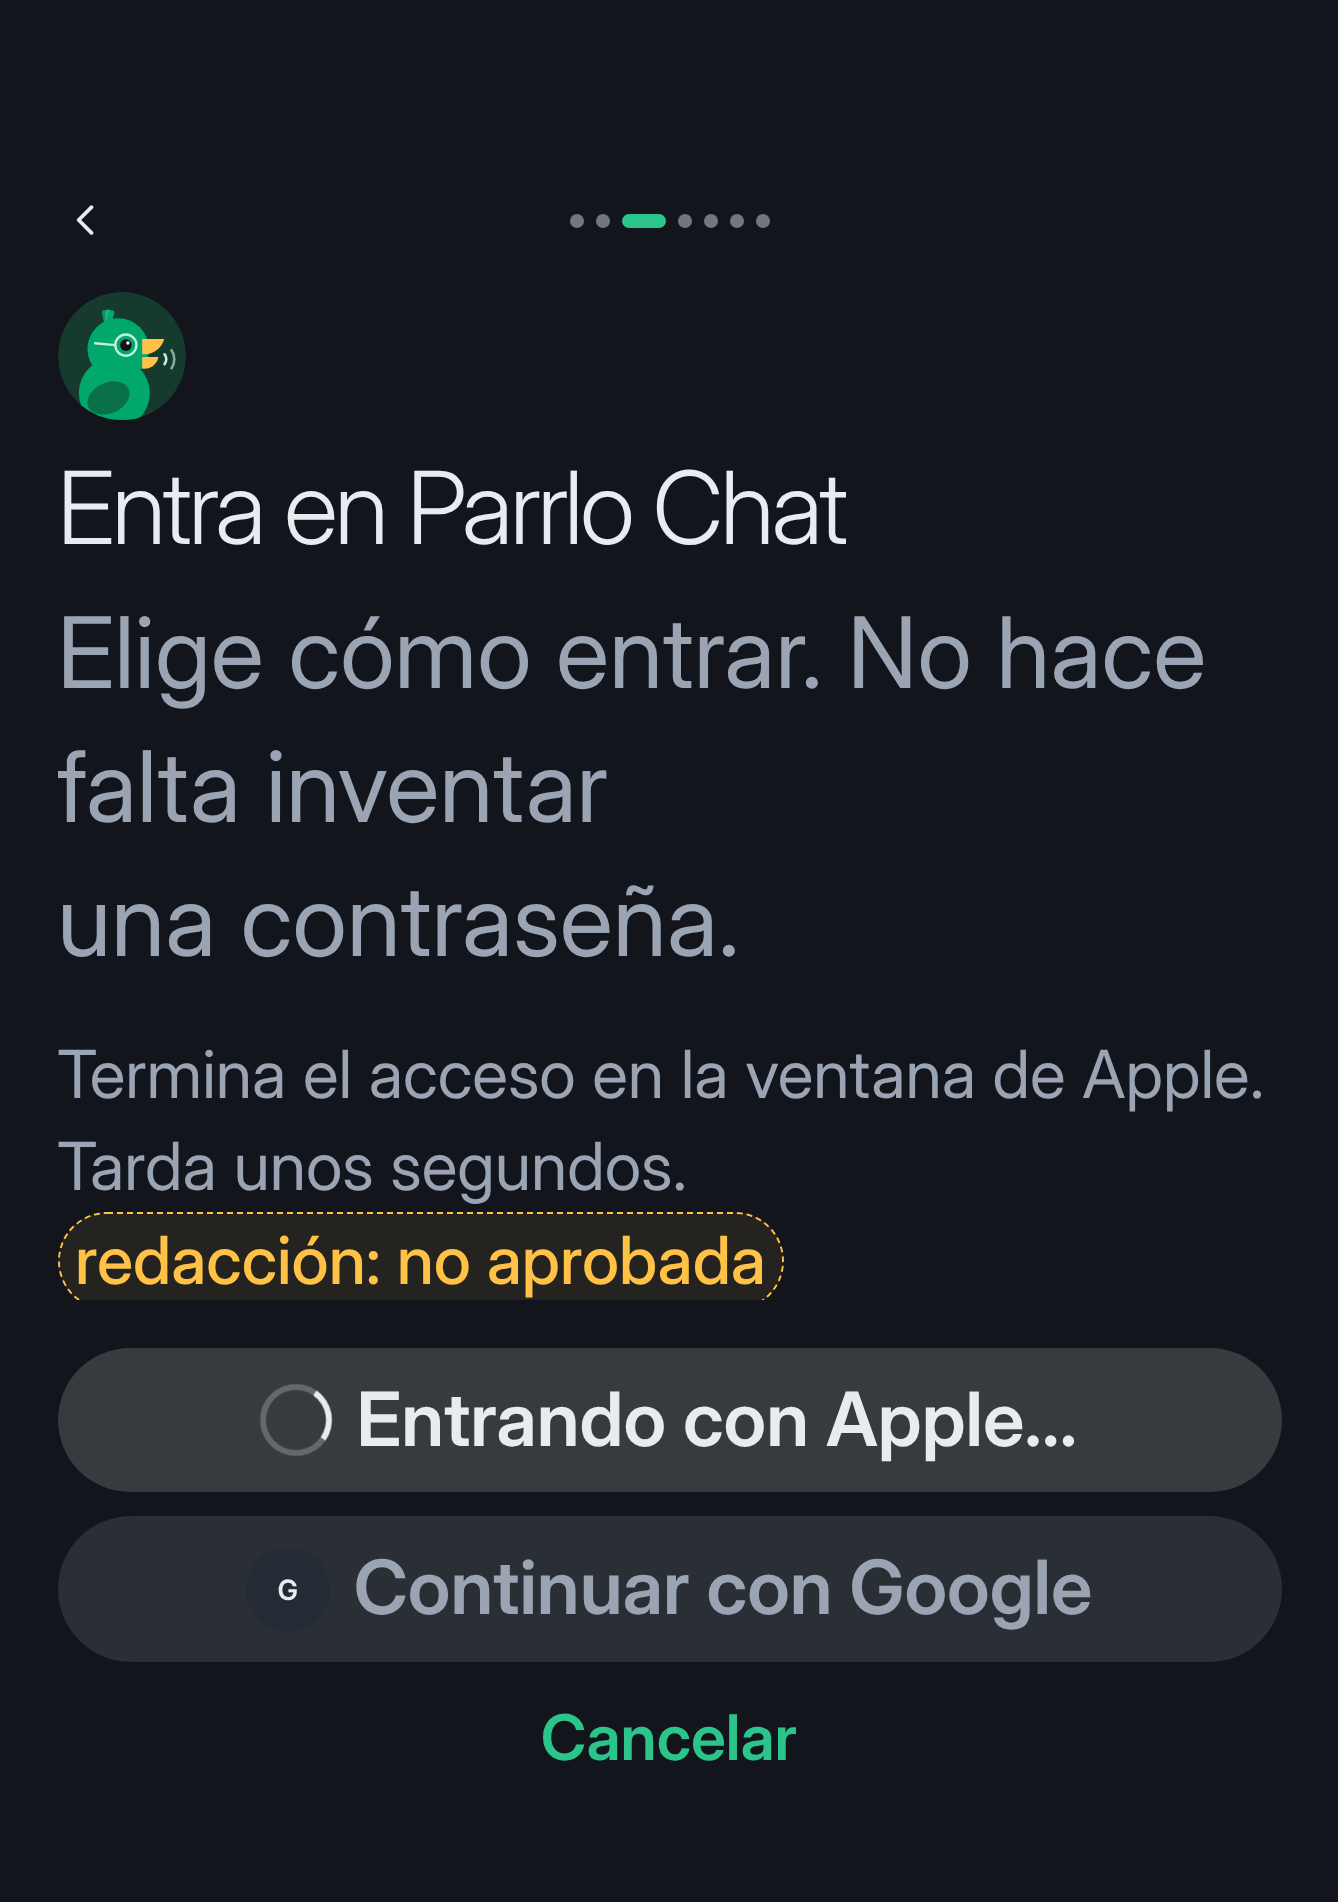 Entra en Parrlo Chat
Elige cómo entrar. No hace
falta inventar
una contraseña.
Termina el acceso en la ventana de Apple.
Tarda unos segundos.
redacción: no aprobada
Entrando con Apple...
G Continuar con Google
Cancelar